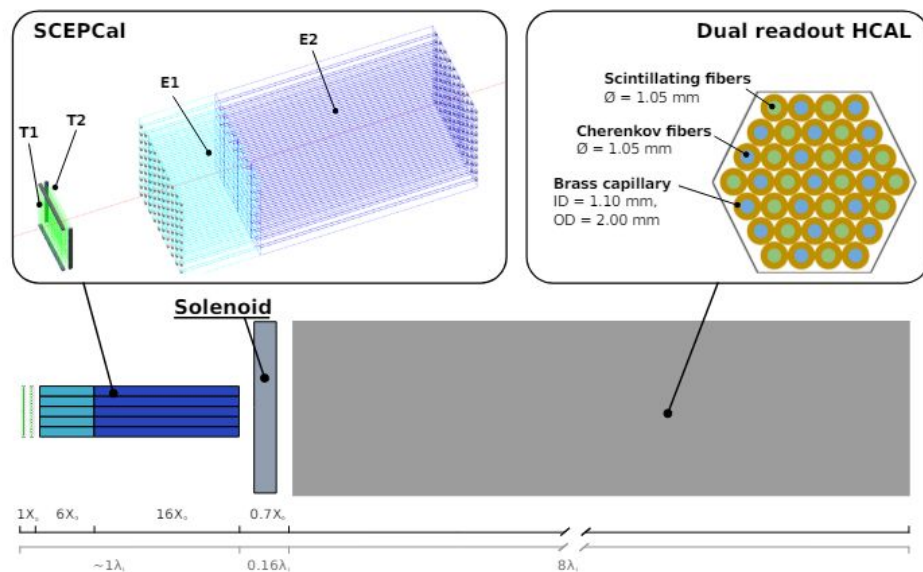 SCEPCal
E1
E2
T1
T2
Dual readout HCAL
Scintillating fibers
Ø = 1.05 mm
Cherenkov fibers
Ø = 1.05 mm
Brass capillary
ID = 1.10 mm,
OD = 2.00 mm
Solenoid
1X₀ 6X₀ 16X₀ 0.7X₀
~1λᵢ 0.16λᵢ 8λᵢ